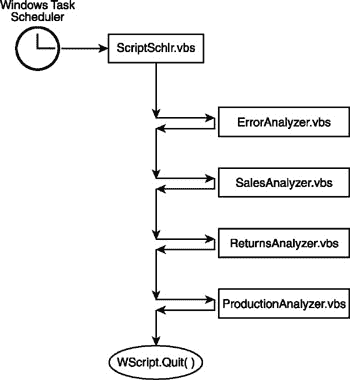 Windows Task
Scheduler
ScriptSchlr.vbs
ErrorAnalyzer.vbs
SalesAnalyzer.vbs
ReturnsAnalyzer.vbs
ProductionAnalyzer.vbs
WScript.Quit( )